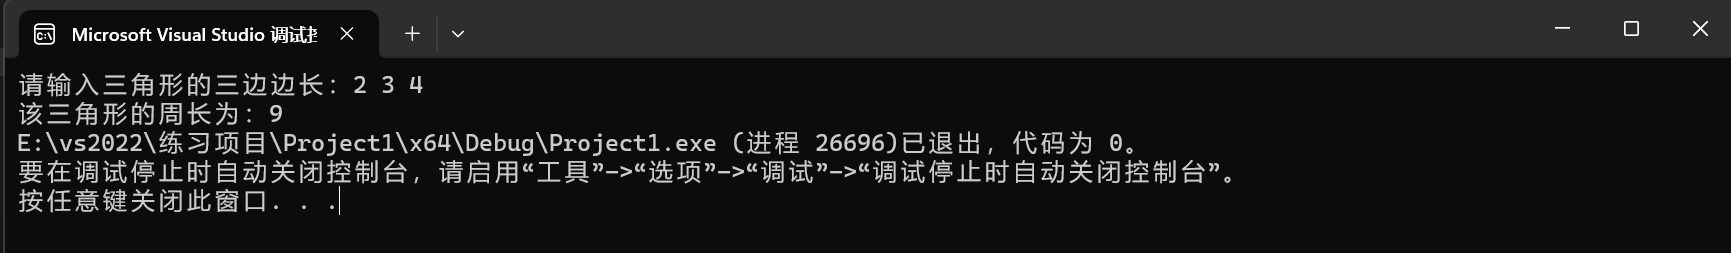 Microsoft Visual Studio 调试
请输入三角形的三边边长：2 3 4
该三角形的周长为：9
E:\vs2022\练习项目\Project1\x64\Debug\Project1.exe (进程 26696)已退出，代码为 0。
要在调试停止时自动关闭控制台，请启用“工具”->“选项”->“调试”->“调试停止时自动关闭控制台”。
按任意键关闭此窗口. . .